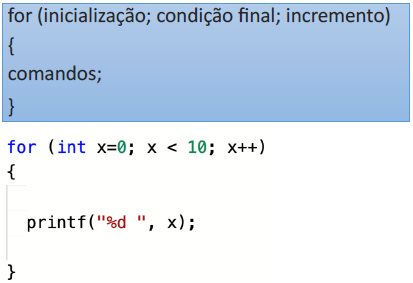 for (inicialização; condição final; incremento)
{
comandos;
}
for (int x=0; x < 10; x++)
{
printf("%d ", x);
}